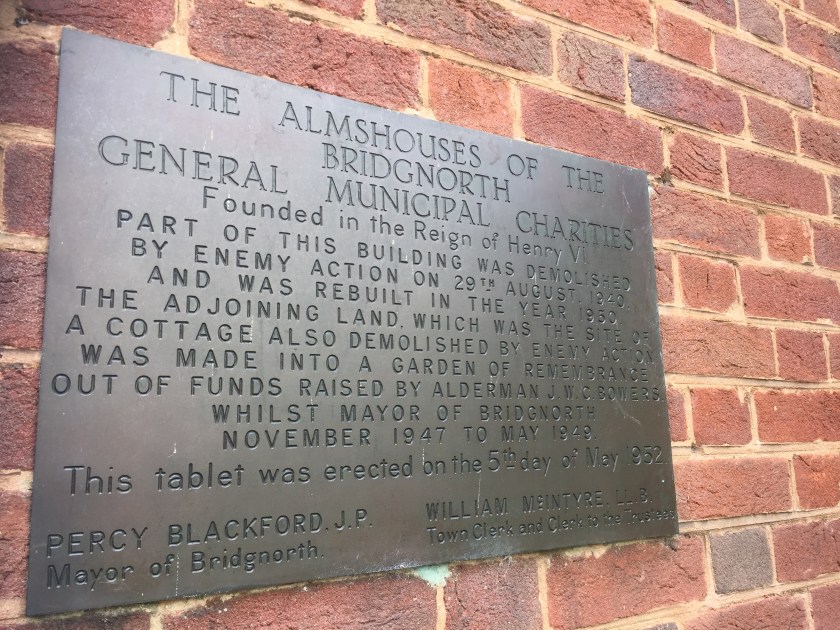 THE ALMSHOUSES OF THE
BRIDGNORTH
GENERAL MUNICIPAL CHARITIES
Founded in the Reign of Henry VI.
PART OF THIS BUILDING WAS DEMOLISHED
BY ENEMY ACTION ON 29TH AUGUST, 1940,
AND WAS REBUILT IN THE YEAR 1950.
THE ADJOINING LAND, WHICH WAS THE SITE OF
A COTTAGE ALSO DEMOLISHED BY ENEMY ACTION,
WAS MADE INTO A GARDEN OF REMEMBRANCE
OUT OF FUNDS RAISED BY ALDERMAN J.W.C. BOWERS
WHILST MAYOR OF BRIDGNORTH
NOVEMBER 1947 TO MAY 1949.
This tablet was erected on the 5th day of May 1952.
PERCY BLACKFORD. J.P.
Mayor of Bridgnorth.
WILLIAM McINTYRE, LL.B.
Town Clerk and Clerk to the Trustees